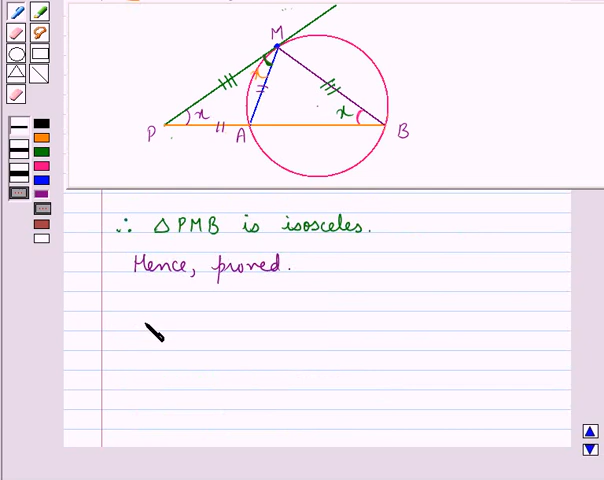 M
x
x
x
P
A
B
∴ △ PMB is isosceles.
Hence, proved.